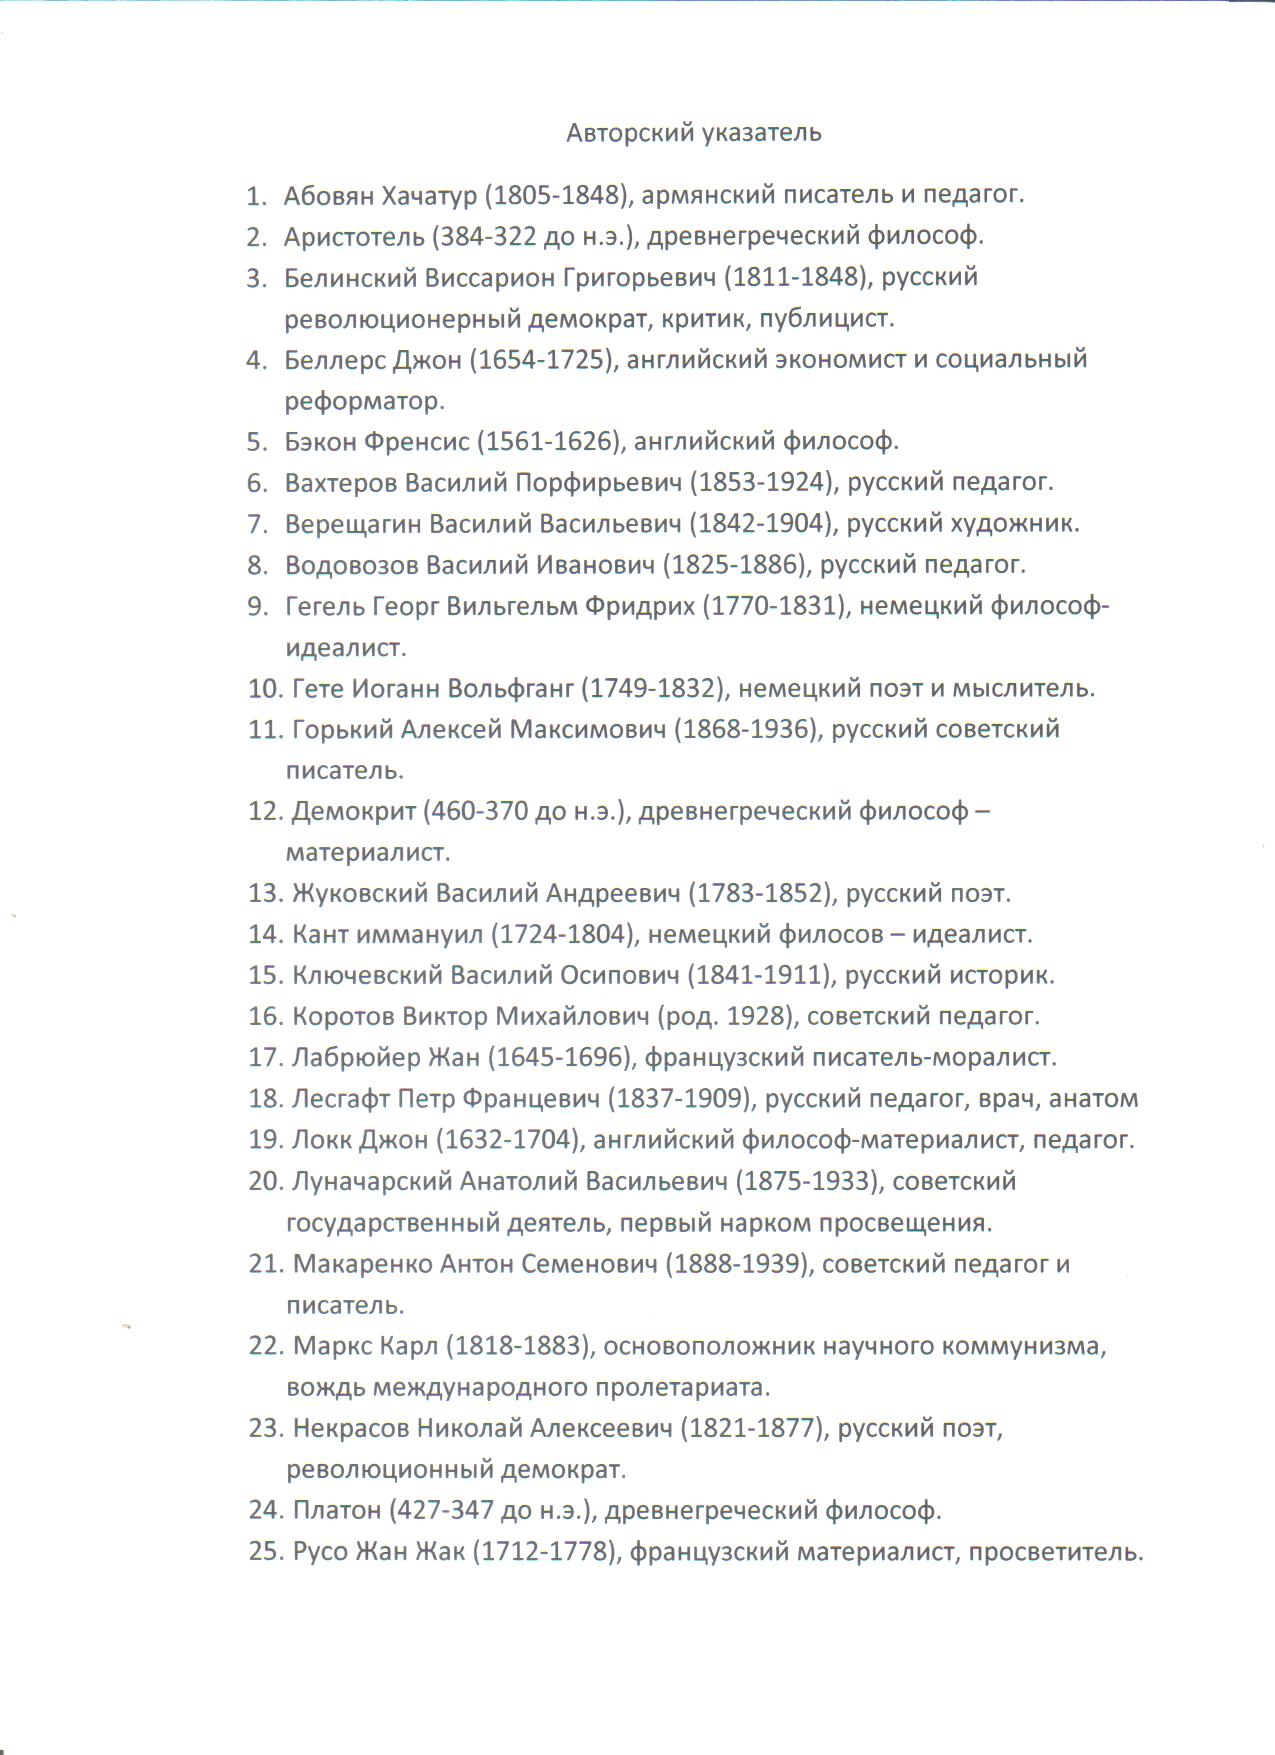 Авторский указатель
1. Абовян Хачатур (1805-1848), армянский писатель и педагог.
2. Аристотель (384-322 до н.э.), древнегреческий философ.
3. Белинский Виссарион Григорьевич (1811-1848), русский
революционерный демократ, критик, публицист.
4. Беллерс Джон (1654-1725), английский экономист и социальный
реформатор.
5. Бэкон Френсис (1561-1626), английский философ.
6. Вахтеров Василий Порфирьевич (1853-1924), русский педагог.
7. Верещагин Василий Васильевич (1842-1904), русский художник.
8. Водовозов Василий Иванович (1825-1886), русский педагог.
9. Гегель Георг Вильгельм Фридрих (1770-1831), немецкий философ-
идеалист.
10. Гете Иоганн Вольфганг (1749-1832), немецкий поэт и мыслитель.
11. Горький Алексей Максимович (1868-1936), русский советский
писатель.
12. Демокрит (460-370 до н.э.), древнегреческий философ –
материалист.
13. Жуковский Василий Андреевич (1783-1852), русский поэт.
14. Кант иммануил (1724-1804), немецкий филосов – идеалист.
15. Ключевский Василий Осипович (1841-1911), русский историк.
16. Коротов Виктор Михайлович (род. 1928), советский педагог.
17. Лабрюйер Жан (1645-1696), французский писатель-моралист.
18. Лесгафт Петр Францевич (1837-1909), русский педагог, врач, анатом
19. Локк Джон (1632-1704), английский философ-материалист, педагог.
20. Луначарский Анатолий Васильевич (1875-1933), советский
государственный деятель, первый нарком просвещения.
21. Макаренко Антон Семенович (1888-1939), советский педагог и
писатель.
22. Маркс Карл (1818-1883), основоположник научного коммунизма,
вождь международного пролетариата.
23. Некрасов Николай Алексеевич (1821-1877), русский поэт,
революционный демократ.
24. Платон (427-347 до н.э.), древнегреческий философ.
25. Русо Жан Жак (1712-1778), французский материалист, просветитель.